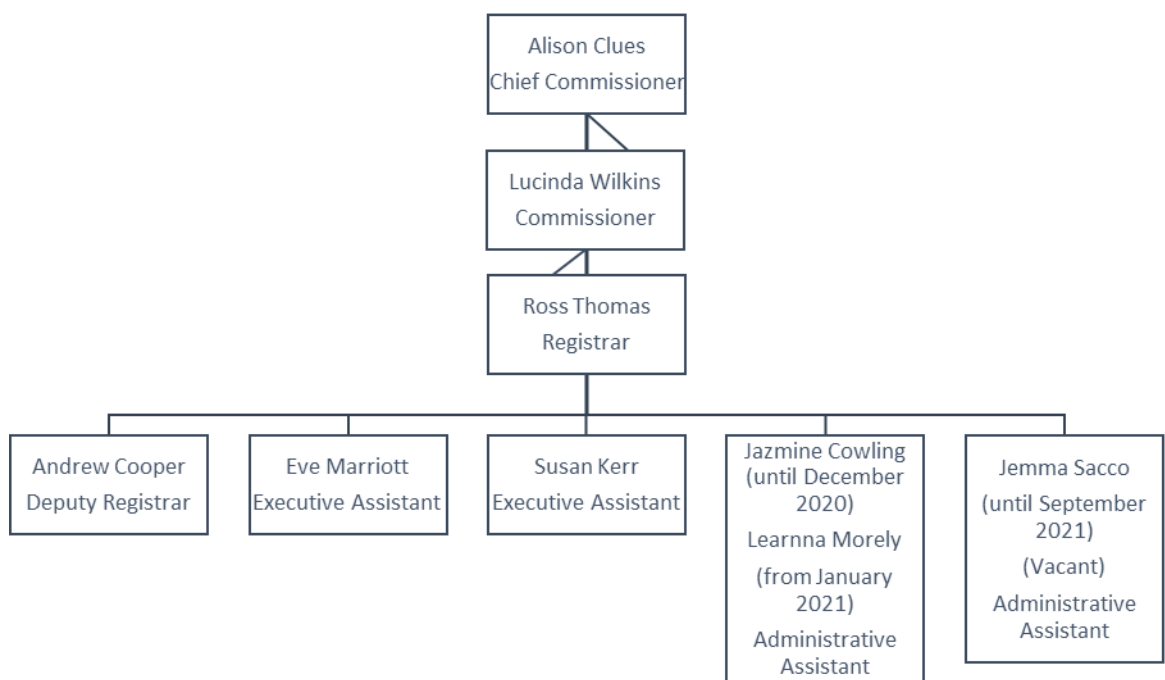 Alison Clues
Chief Commissioner
Lucinda Wilkins
Commissioner
Ross Thomas
Registrar
Andrew Cooper
Deputy Registrar
Eve Marriott
Executive Assistant
Susan Kerr
Executive Assistant
Jazmine Cowling
(until December
2020)
Learnna Morely
(from January
2021)
Administrative
Assistant
Jemma Sacco
(until September
2021)
(Vacant)
Administrative
Assistant